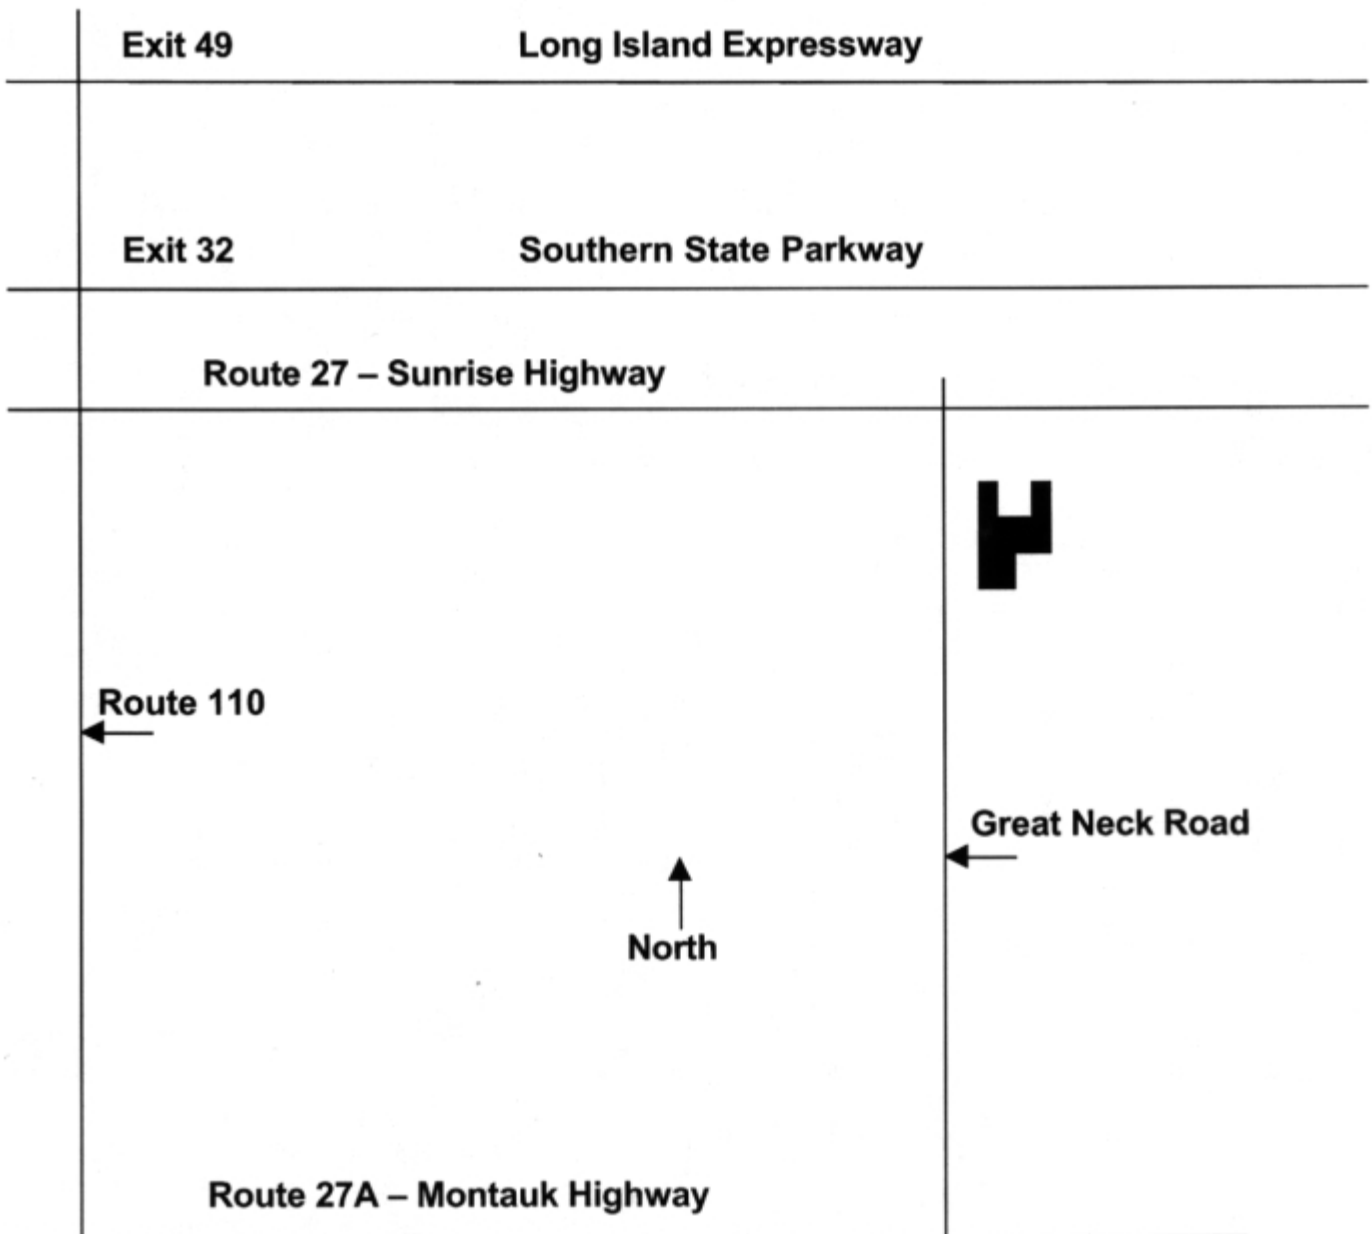 Exit 49
Long Island Expressway
Exit 32
Southern State Parkway
Route 27 – Sunrise Highway
Route 110
Great Neck Road
North
Route 27A – Montauk Highway